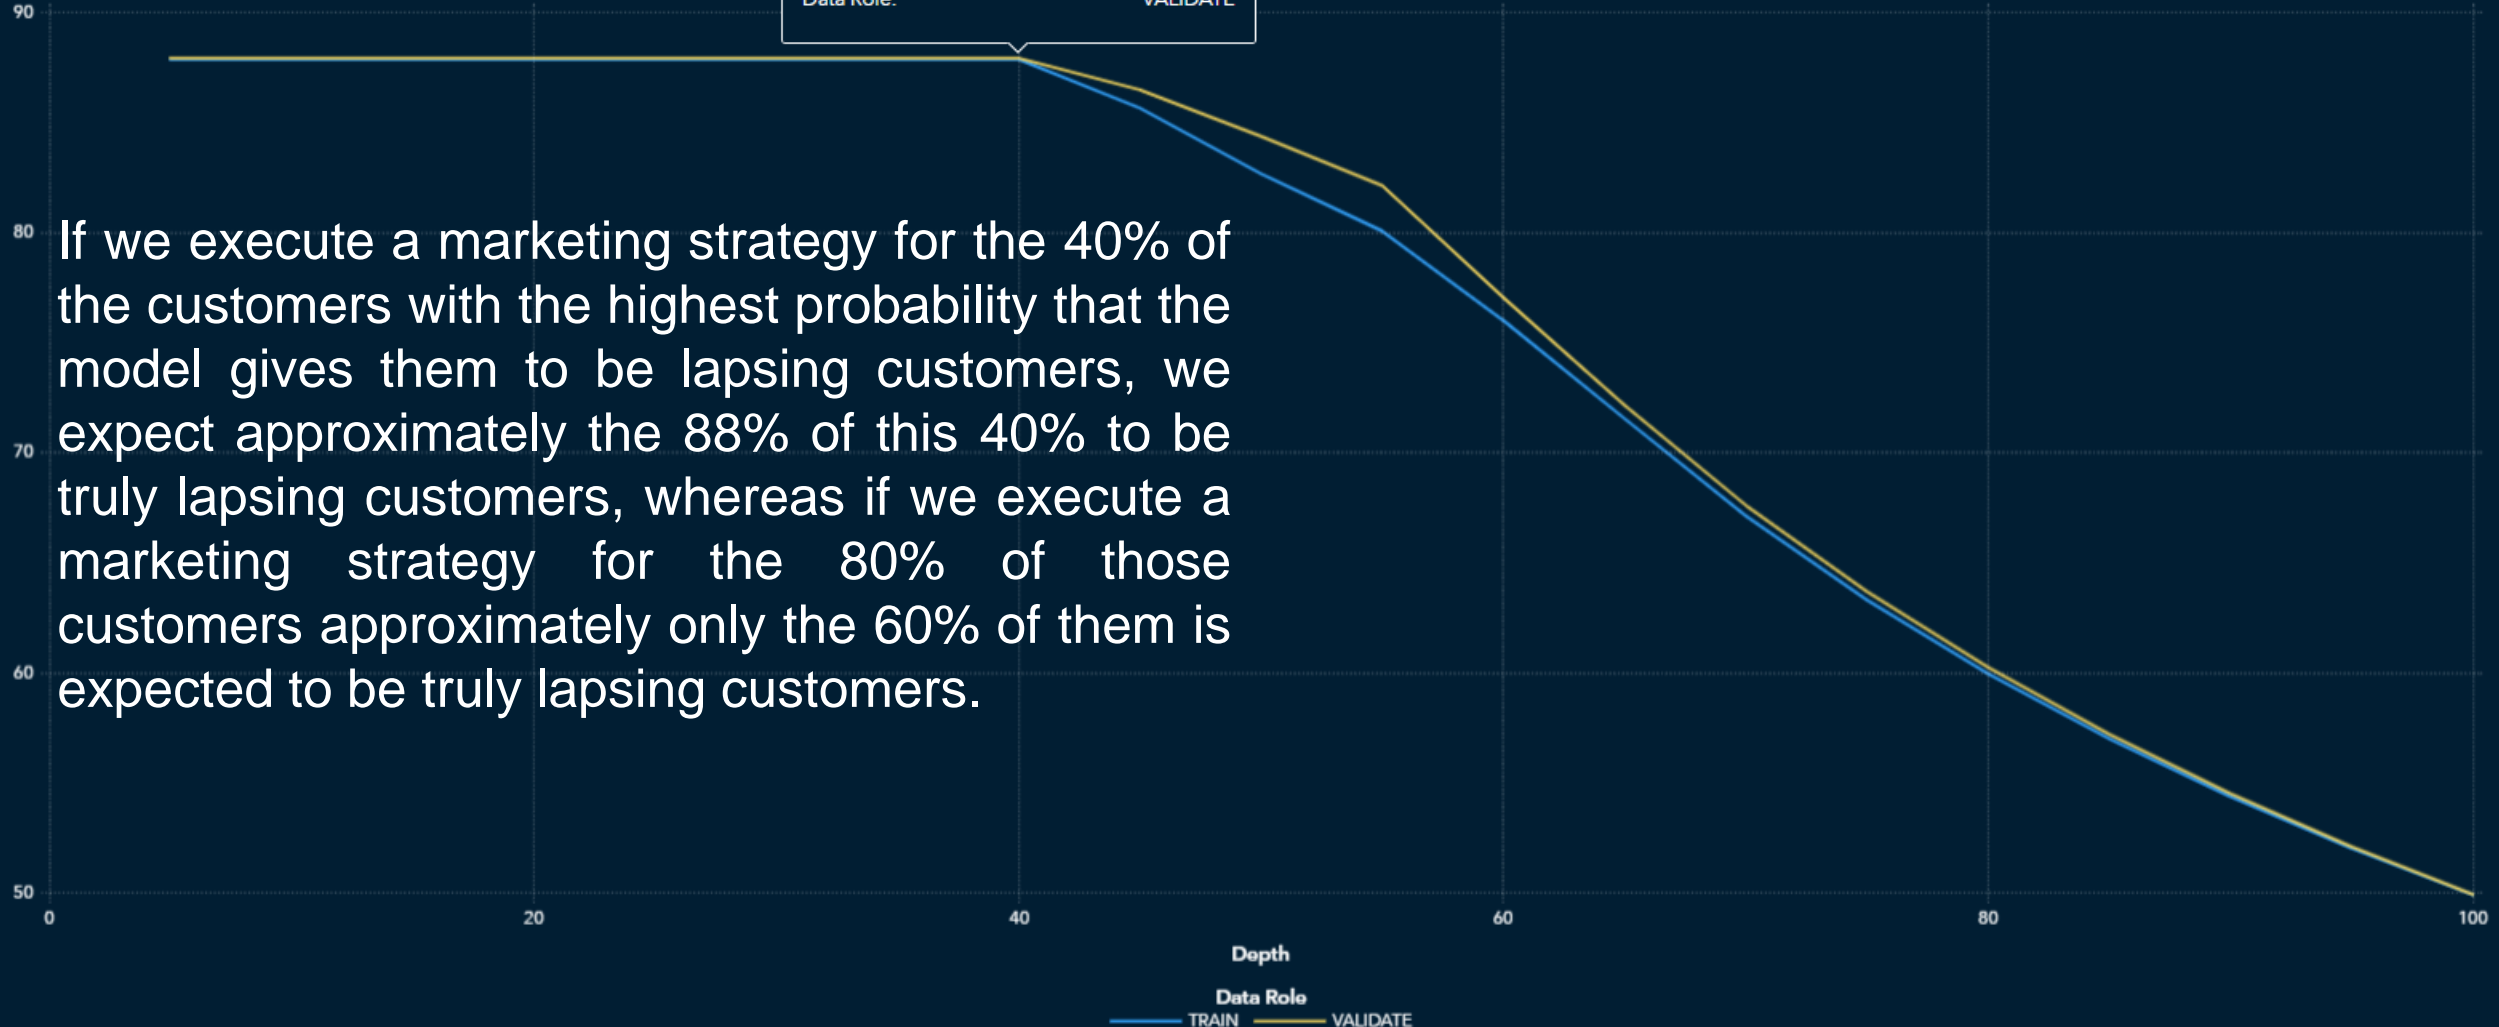 Data Role: VALIDATE
90
80
70
60
50
If we execute a marketing strategy for the 40% of
the customers with the highest probability that the
model gives them to be lapsing customers, we
expect approximately the 88% of this 40% to be
truly lapsing customers, whereas if we execute a
marketing strategy for the 80% of those
customers approximately only the 60% of them is
expected to be truly lapsing customers.
0 20 40 60 80 100
Depth
Data Role
TRAIN VALIDATE